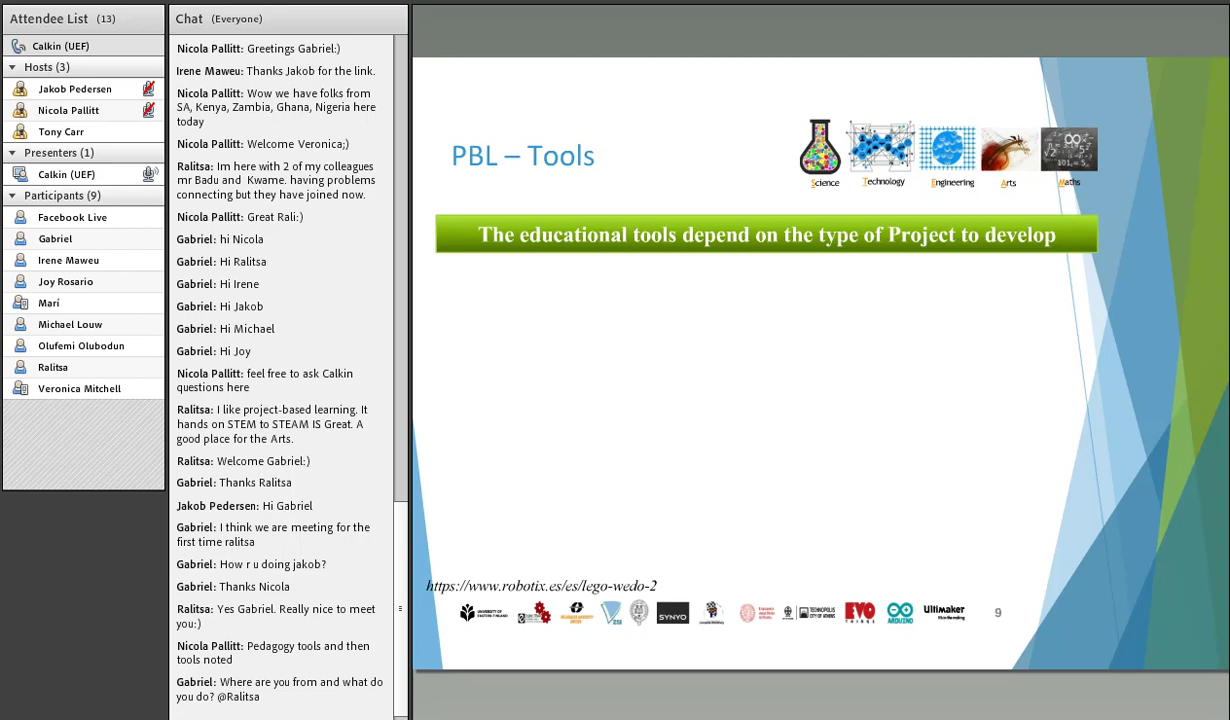 Attendee List (13)
Calkin (UEF)
Hosts (3)
Jakob Pedersen
Nicola Pallitt
Tony Carr
Presenters (1)
Calkin (UEF)
Participants (9)
Facebook Live
Gabriel
Irene Maweu
Joy Rosario
Marí
Michael Louw
Olufemi Olubodun
Ralitsa
Veronica Mitchell
Chat (Everyone)
Nicola Pallitt: Greetings Gabriel:)
Irene Maweu: Thanks Jakob for the link.
Nicola Pallitt: Wow we have folks from
SA, Kenya, Zambia, Ghana, Nigeria here
today
Nicola Pallitt: Welcome Veronica;)
Ralitsa: Im here with 2 of my colleagues
mr Badu and Kwame. having problems
connecting but they have joined now.
Nicola Pallitt: Great Rali:)
Gabriel: hi Nicola
Gabriel: Hi Ralitsa
Gabriel: Hi Irene
Gabriel: Hi Jakob
Gabriel: Hi Michael
Gabriel: Hi Joy
Nicola Pallitt: feel free to ask Calkin
questions here
Ralitsa: I like project-based learning. It
hands on STEM to STEAM IS Great. A
good place for the Arts.
Ralitsa: Welcome Gabriel:)
Gabriel: Thanks Ralitsa
Jakob Pedersen: Hi Gabriel
Gabriel: I think we are meeting for the
first time ralitsa
Gabriel: How r u doing jakob?
Gabriel: Thanks Nicola
Ralitsa: Yes Gabriel. Really nice to meet
you:)
Nicola Pallitt: Pedagogy tools and then
tools noted
Gabriel: Where are you from and what do
you do? @Ralitsa
PBL – Tools
Science Technology Engineering Arts Maths
The educational tools depend on the type of Project to develop
https://www.robotix.es/es/lego-wedo-2
UNIVERSITY OF
EASTERN FINLAND
SYNYO
TECHNOPOLIS
CITY OF ATHENS
EVO
ARDUINO
Ultimaker
9